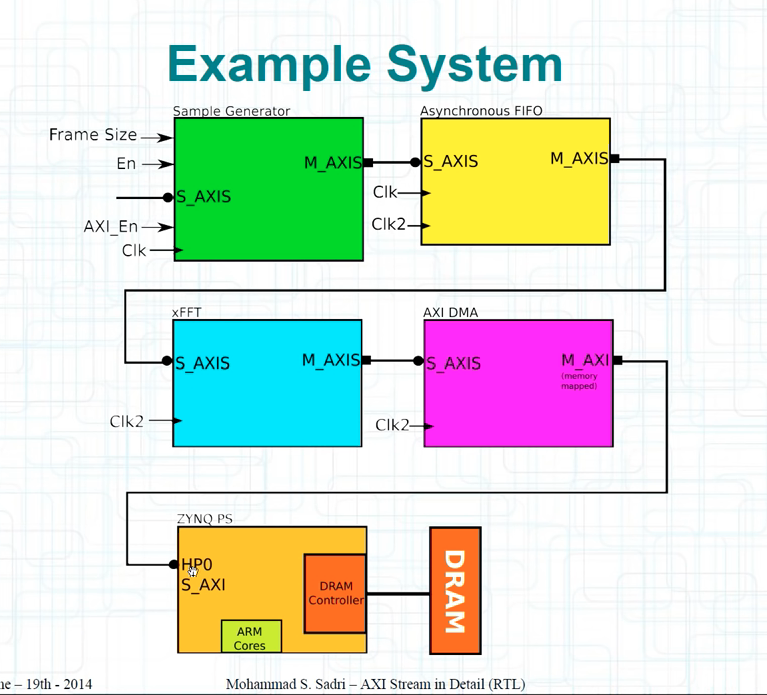 Example System
Sample Generator
Frame Size
En
S_AXIS
AXI_En
Clk
M_AXIS
Asynchronous FIFO
S_AXIS
M_AXIS
Clk
Clk2
xFFT
S_AXIS
M_AXIS
Clk2
AXI DMA
S_AXIS
M_AXI
(memory
mapped)
Clk2
ZYNQ PS
HP0
S_AXI
DRAM
Controller
ARM
Cores
DRAM
ne – 19th - 2014
Mohammad S. Sadri – AXI Stream in Detail (RTL)